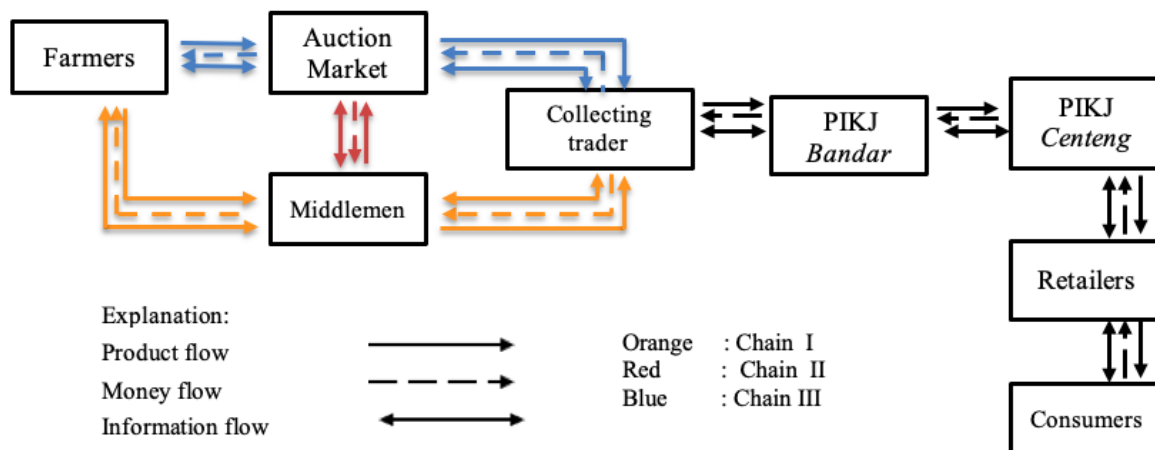 Farmers
Auction
Market
Collecting
trader
PIKJ
Bandar
PIKJ
Centeng
Middlemen
Retailers
Consumers
Explanation:
Product flow
Money flow
Information flow
Orange : Chain I
Red : Chain II
Blue : Chain III